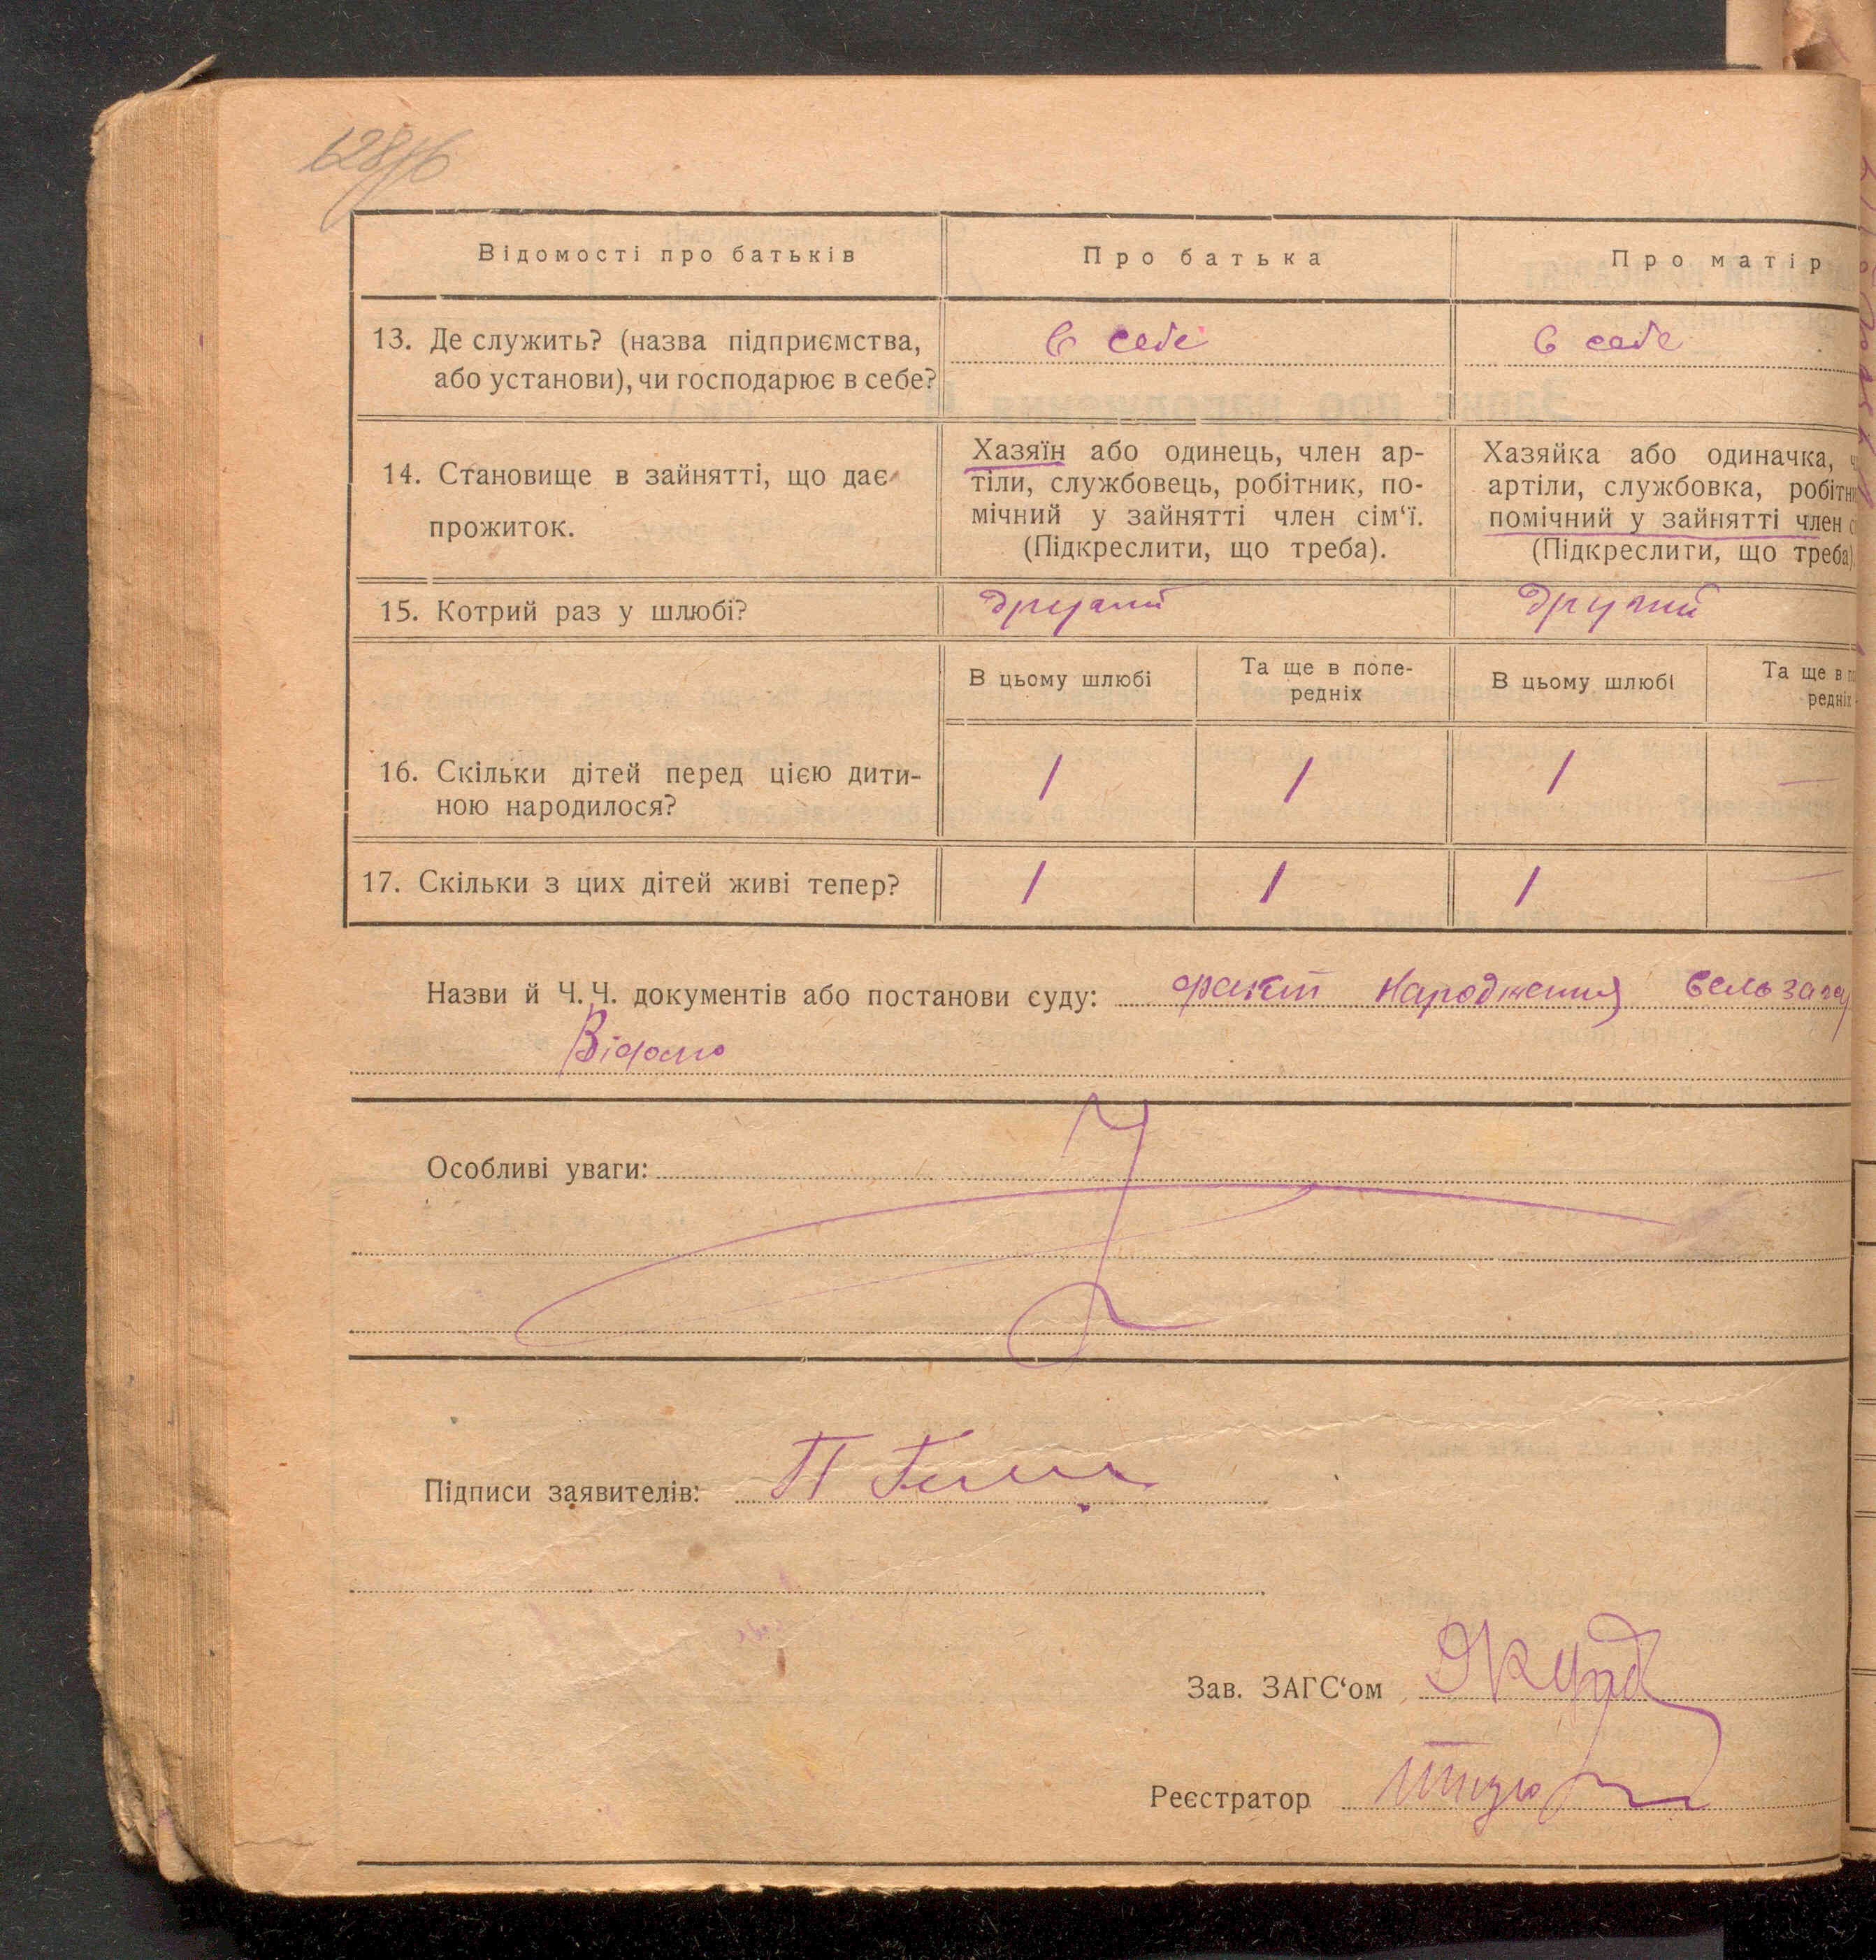 Відомості про батьків
Про батька
Про матір
13. Де служить? (назва підприємства,
або установи), чи господарює в себе?
в себе
в себе
14. Становище в зайнятті, що дає
прожиток.
Хазяїн або одинець, член ар-
тіли, службовець, робітник, по-
мічний у зайнятті член сім‘ї.
(Підкреслити, що треба).
Хазяйка або одиначка,
артіли, службовка, робітн
помічний у зайнятті член
(Підкреслити, що треба)
15. Котрий раз у шлюбі?
другий
другий
В цьому шлюбі
Та ще в попе-
редніх
В цьому шлюбі
Та ще в п
редніх
16. Скільки дітей перед цією дити-
ною народилося?
1
1
1
—
17. Скільки з цих дітей живі тепер?
1
1
1
—
Назви й Ч. Ч. документів або постанови суду: факт народження сельзагсу
Відомо
Особливі уваги:
Підписи заявителів: П
Зав. ЗАГС‘ом
Реєстратор